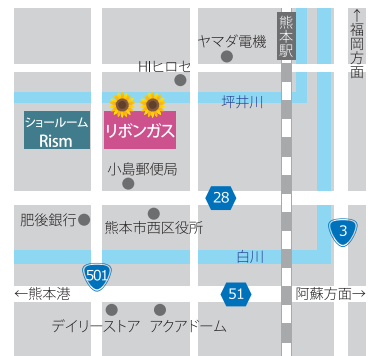 熊本駅
←福岡方面
ヤマダ電機
HIヒロセ
坪井川
ショールーム
Rism
リボンガス
小島郵便局
28
肥後銀行
熊本市西区役所
3
白川
501
←熊本港
51
阿蘇方面→
デイリーストア
アクアドーム